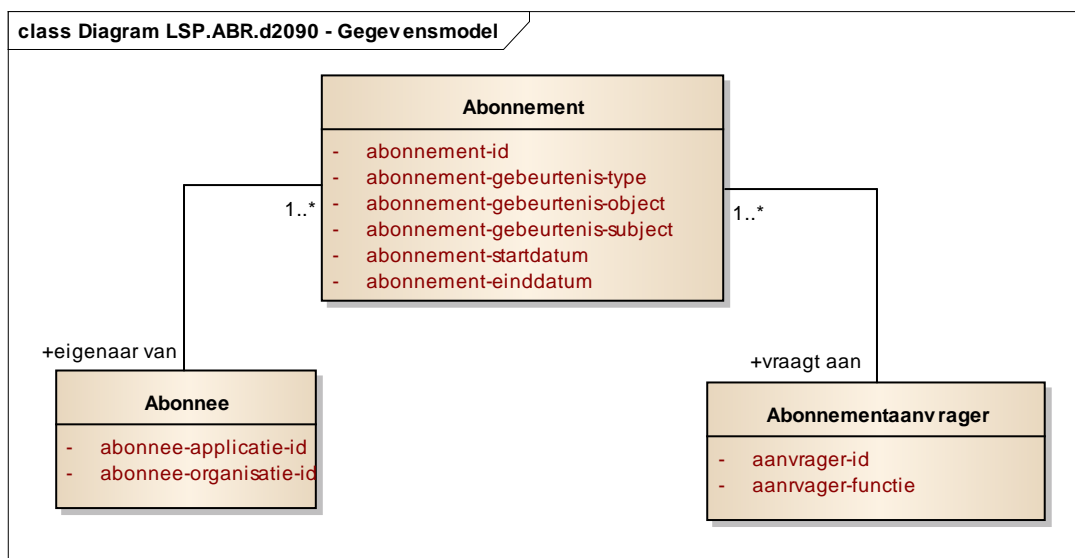 class Diagram LSP.ABR.d2090 - Gegevensmodel
Abonnement
- abonnement-id
- abonnement-gebeurtenis-type
- abonnement-gebeurtenis-object
- abonnement-gebeurtenis-subject
- abonnement-startdatum
- abonnement-einddatum
1..*
1..*
+eigenaar van
+vraagt aan
Abonnee
- abonnee-applicatie-id
- abonnee-organisatie-id
Abonnementaanvrager
- aanvrager-id
- aanrvager-functie